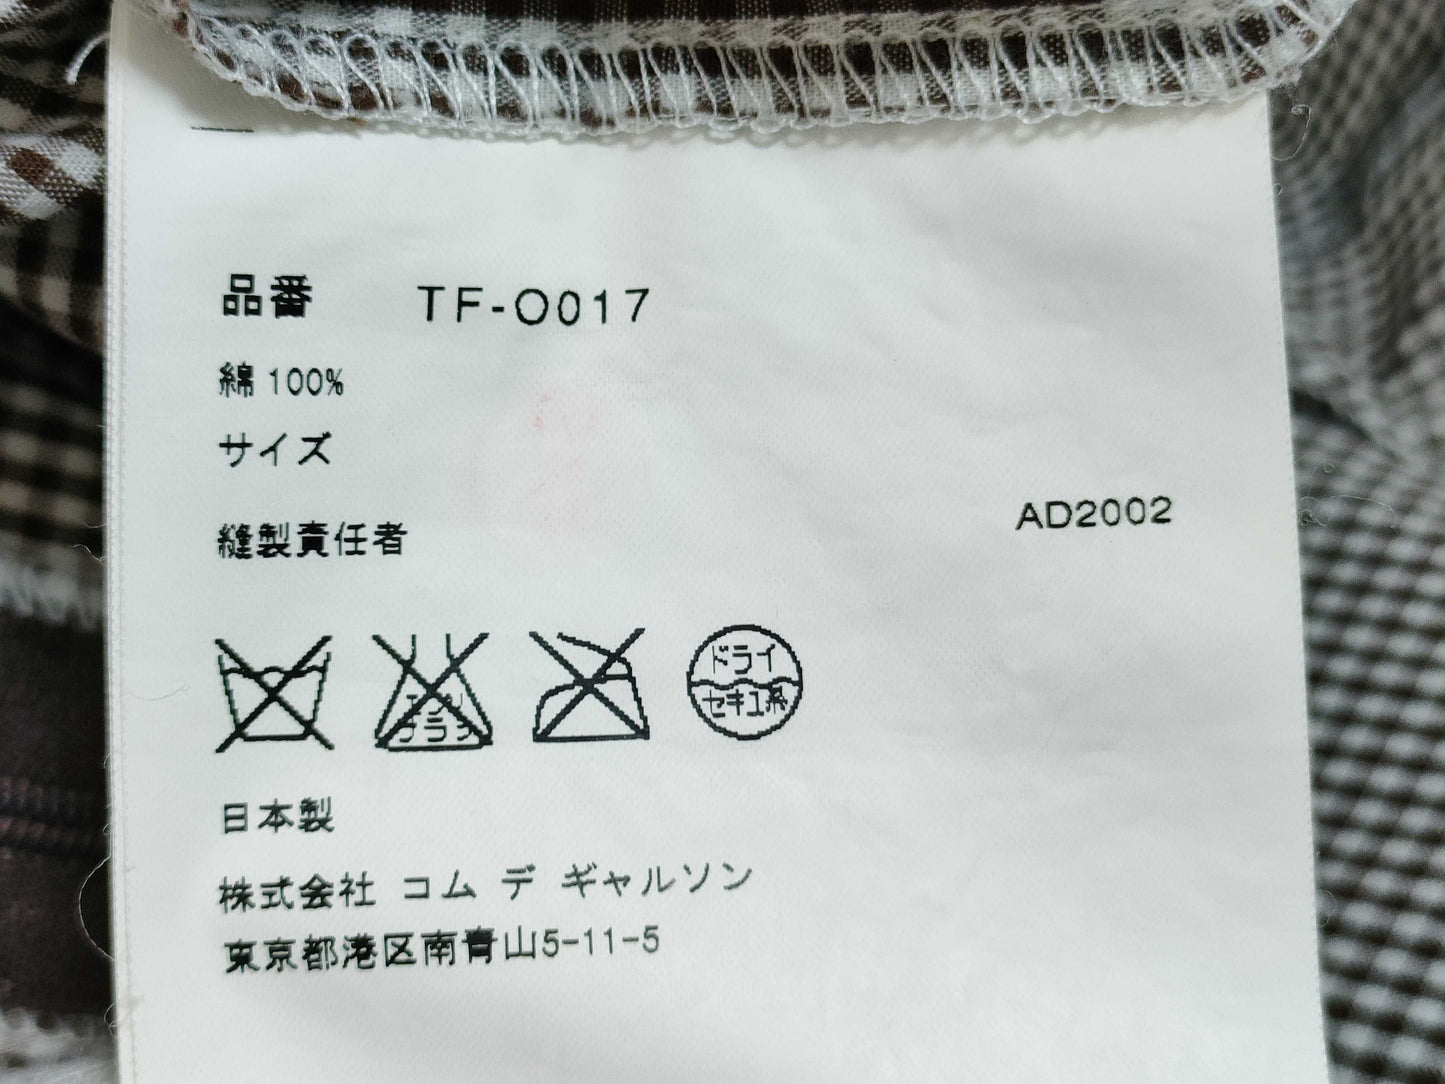 品番 TF-O017
綿 100%
サイズ
縫製責任者
AD2002
ドライ
セキユ系
日本製
株式会社 コム デ ギャルソン
東京都港区南青山5-11-5